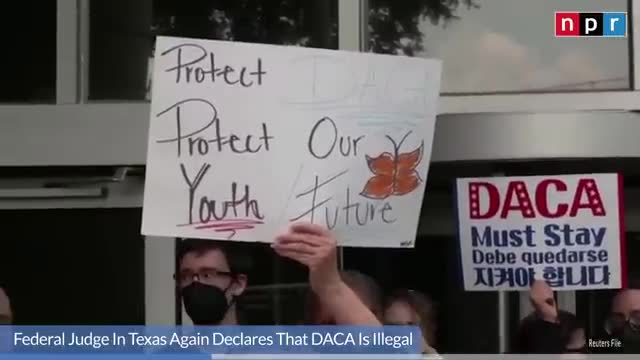 npr
Protect DACA
Protect Our
Youth / Future
DACA
Must Stay
Debe quedarse
지켜야 합니다
Federal Judge In Texas Again Declares That DACA Is Illegal
Reuters File